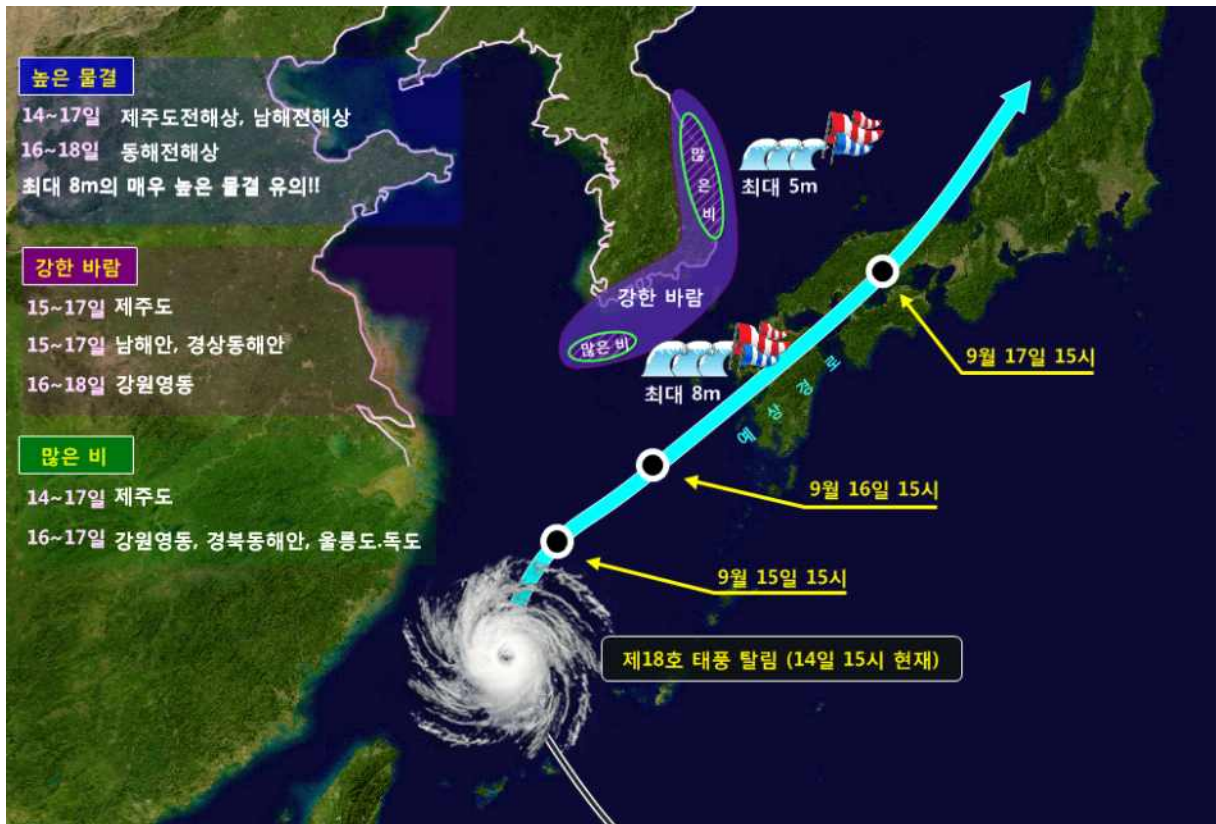 높은 물결
14~17일 제주도전해상, 남해전해상
16~18일 동해전해상
최대 8m의 매우 높은 물결 유의!!
강한 바람
15~17일 제주도
15~17일 남해안, 경상동해안
16~18일 강원영동
많은 비
14~17일 제주도
16~17일 강원영동, 경북동해안, 울릉도.독도
많은 비
최대 5m
강한 바람
많은 비
최대 8m
예상경로
9월 17일 15시
9월 16일 15시
9월 15일 15시
제18호 태풍 탈림 (14일 15시 현재)